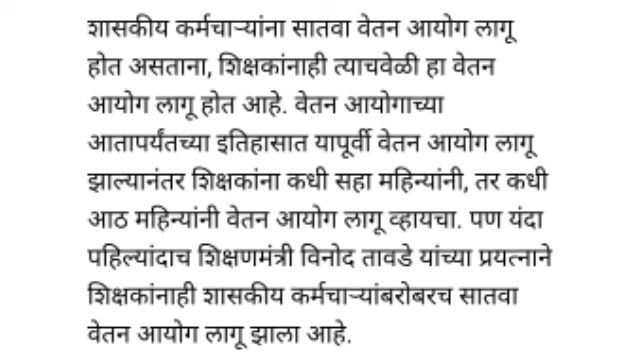 शासकीय कर्मचाऱ्यांना सातवा वेतन आयोग लागू
होत असताना, शिक्षकांनाही त्याचवेळी हा वेतन
आयोग लागू होत आहे. वेतन आयोगाच्या
आतापर्यंतच्या इतिहासात यापूर्वी वेतन आयोग लागू
झाल्यानंतर शिक्षकांना कधी सहा महिन्यांनी, तर कधी
आठ महिन्यांनी वेतन आयोग लागू व्हायचा. पण यंदा
पहिल्यांदाच शिक्षणमंत्री विनोद तावडे यांच्या प्रयत्नाने
शिक्षकांनाही शासकीय कर्मचाऱ्यांबरोबरच सातवा
वेतन आयोग लागू झाला आहे.